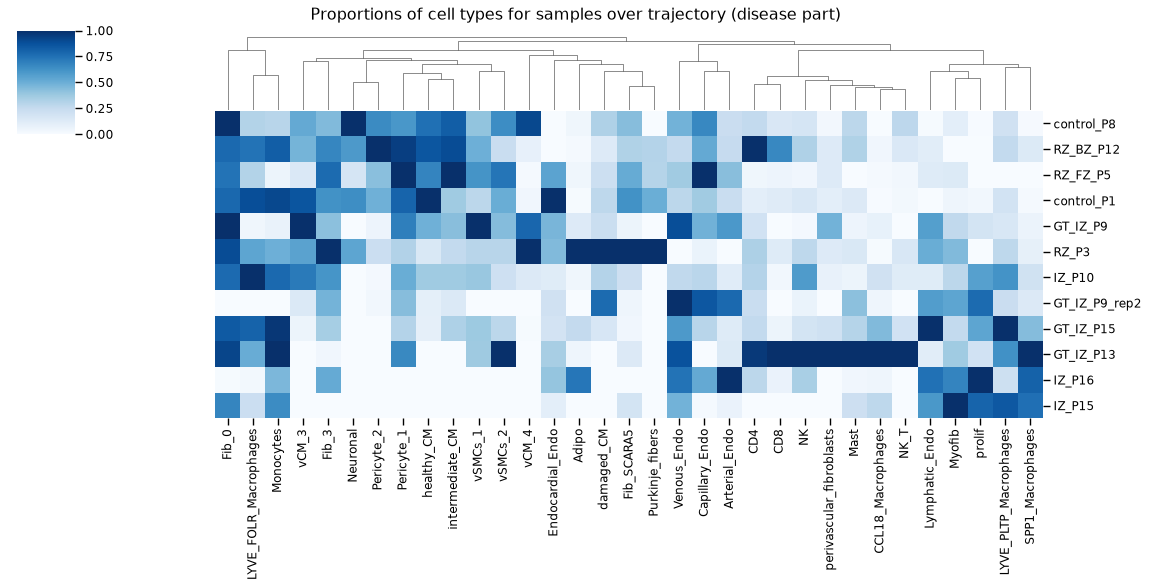 Proportions of cell types for samples over trajectory (disease part)
1.00
0.75
0.50
0.25
0.00
control_P8
RZ_BZ_P12
RZ_FZ_P5
control_P1
GT_IZ_P9
RZ_P3
IZ_P10
GT_IZ_P9_rep2
GT_IZ_P15
GT_IZ_P13
IZ_P16
IZ_P15
Fib_0
LYVE_FOLR_Macrophages
Monocytes
vCM_3
Fib_3
Neuronal
Pericyte_2
Pericyte_1
healthy_CM
intermediate_CM
vSMCs_1
vSMCs_2
vCM_4
Endocardial_Endo
Adipo
damaged_CM
Fib_SCARA5
Purkinje_fibers
Venous_Endo
Capillary_Endo
Arterial_Endo
CD4
CD8
NK
perivascular_fibroblasts
Mast
CCL18_Macrophages
NK_T
Lymphatic_Endo
Myofib
prolif
LYVE_PLTP_Macrophages
SPP1_Macrophages